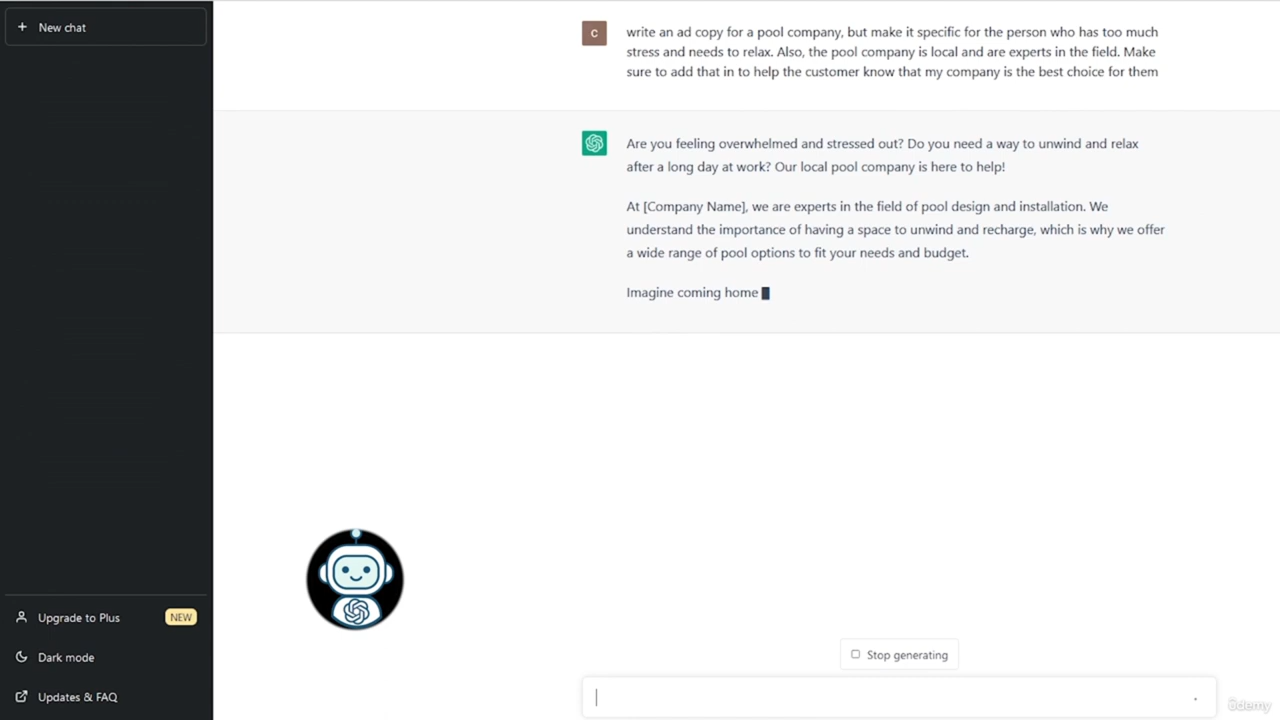 + New chat
C
write an ad copy for a pool company, but make it specific for the person who has too much
stress and needs to relax. Also, the pool company is local and are experts in the field. Make
sure to add that in to help the customer know that my company is the best choice for them
Are you feeling overwhelmed and stressed out? Do you need a way to unwind and relax
after a long day at work? Our local pool company is here to help!
At [Company Name], we are experts in the field of pool design and installation. We
understand the importance of having a space to unwind and recharge, which is why we offer
a wide range of pool options to fit your needs and budget.
Imagine coming home
Upgrade to Plus NEW
Dark mode
Updates & FAQ
Stop generating
ûdemy